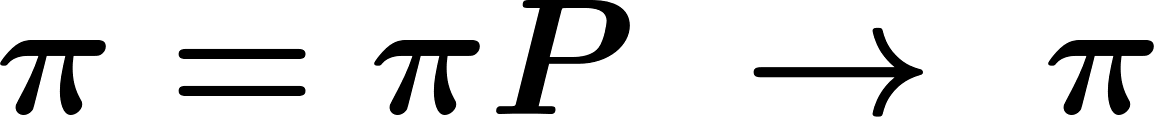 π = πP → π